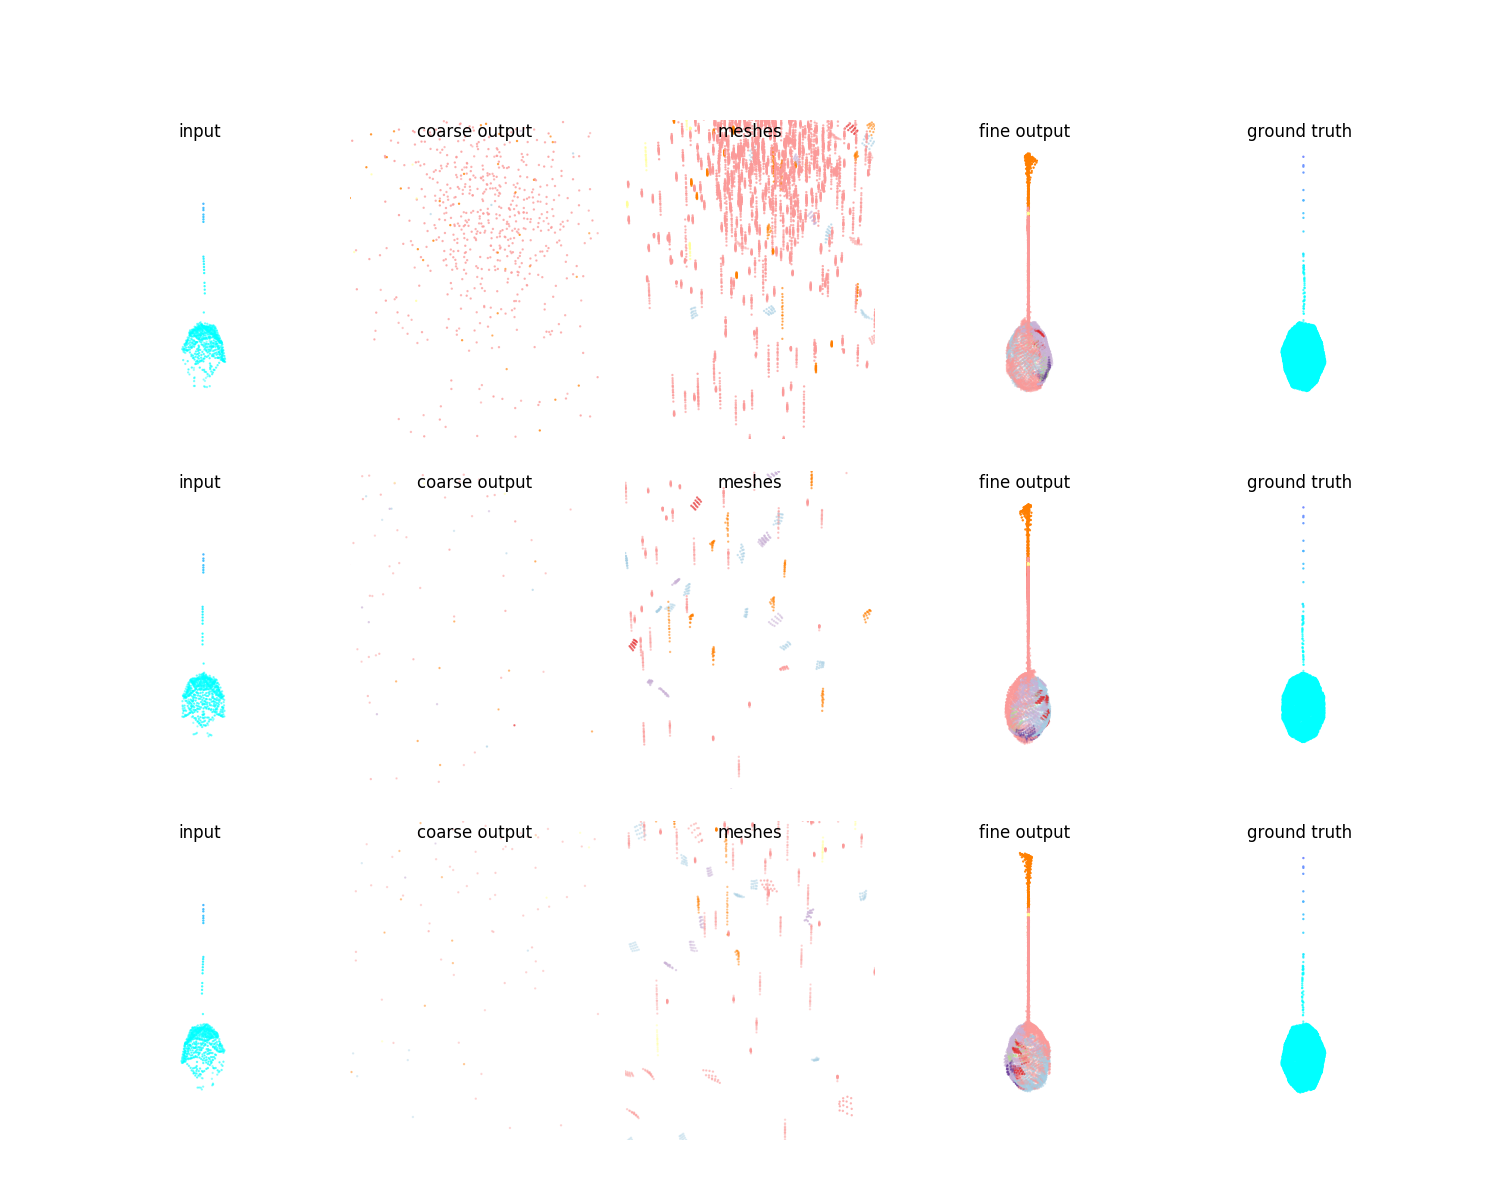 input
coarse output
meshes
fine output
ground truth
input
coarse output
meshes
fine output
ground truth
input
coarse output
meshes
fine output
ground truth